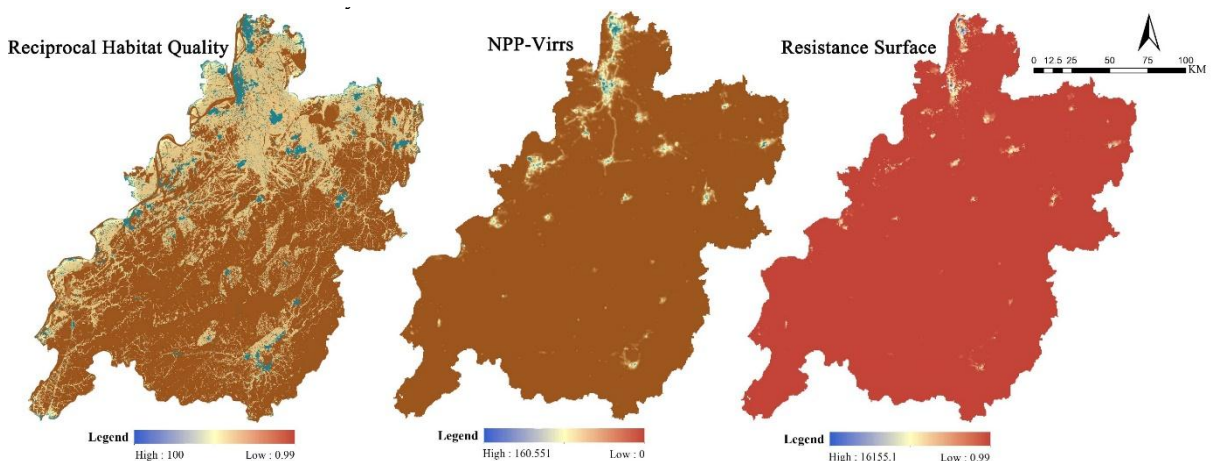 Reciprocal Habitat Quality
NPP-Virrs
Resistance Surface
0 12.5 25 50 75 100
KM
Legend
High : 100 Low : 0.99
Legend
High : 160.551 Low : 0
Legend
High : 16155.1 Low : 0.99